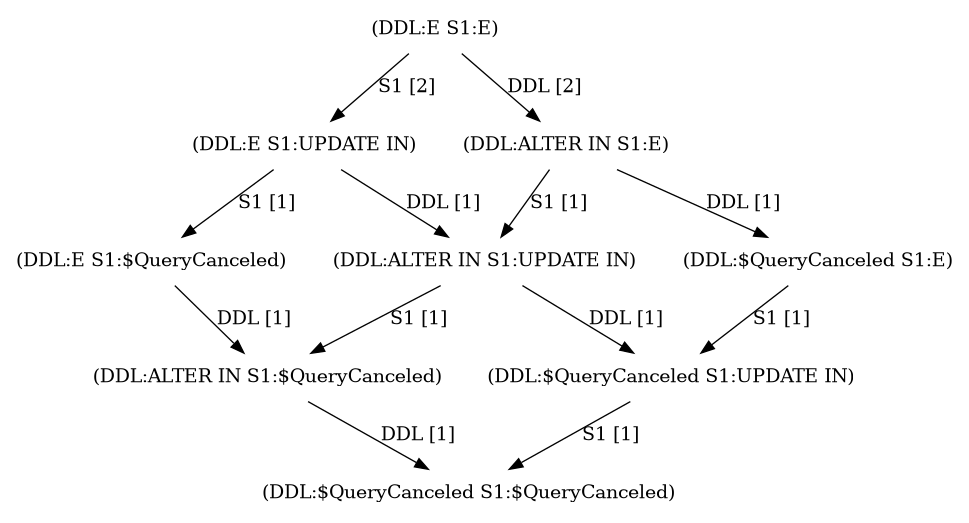 (DDL:E S1:E)
S1 [2]
DDL [2]
(DDL:E S1:UPDATE IN)
(DDL:ALTER IN S1:E)
S1 [1]
DDL [1]
S1 [1]
DDL [1]
(DDL:E S1:$QueryCanceled)
(DDL:ALTER IN S1:UPDATE IN)
(DDL:$QueryCanceled S1:E)
DDL [1]
S1 [1]
DDL [1]
S1 [1]
(DDL:ALTER IN S1:$QueryCanceled)
(DDL:$QueryCanceled S1:UPDATE IN)
DDL [1]
S1 [1]
(DDL:$QueryCanceled S1:$QueryCanceled)